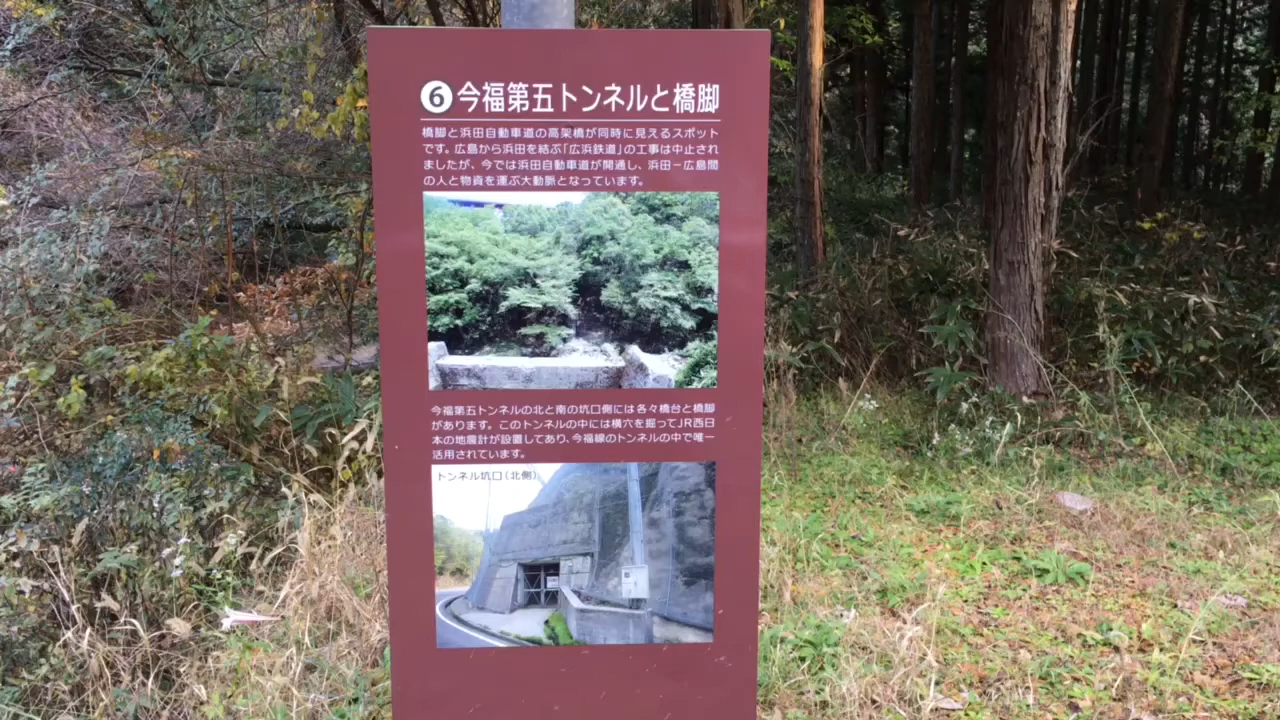 6 今福第五トンネルと橋脚
橋脚と浜田自動車道の高架橋が同時に見えるスポット
です。広島から浜田を結ぶ「広浜鉄道」の工事は中止され
ましたが、今では浜田自動車道が開通し、浜田－広島間
の人と物資を運ぶ大動脈となっています。
今福第五トンネルの北と南の坑口側には各々橋台と橋脚
があります。このトンネルの中には横穴を掘ってJR西日
本の地震計が設置してあり、今福線のトンネルの中で唯一
活用されています。
トンネル坑口（北側）